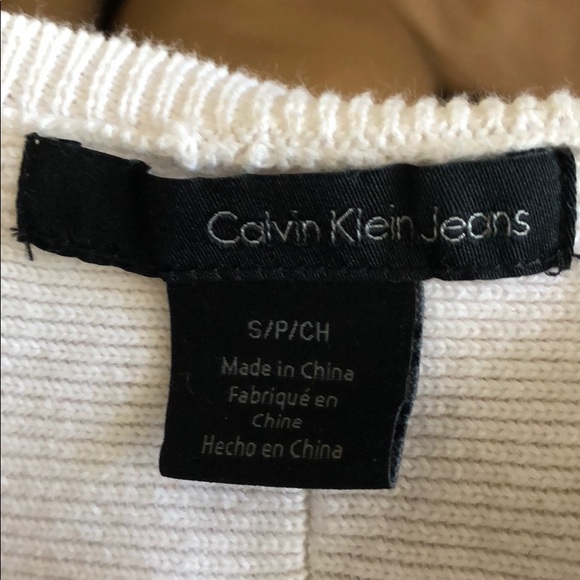 Calvin Klein Jeans
S/P/CH
Made in China
Fabriqué en
Chine
Hecho en China